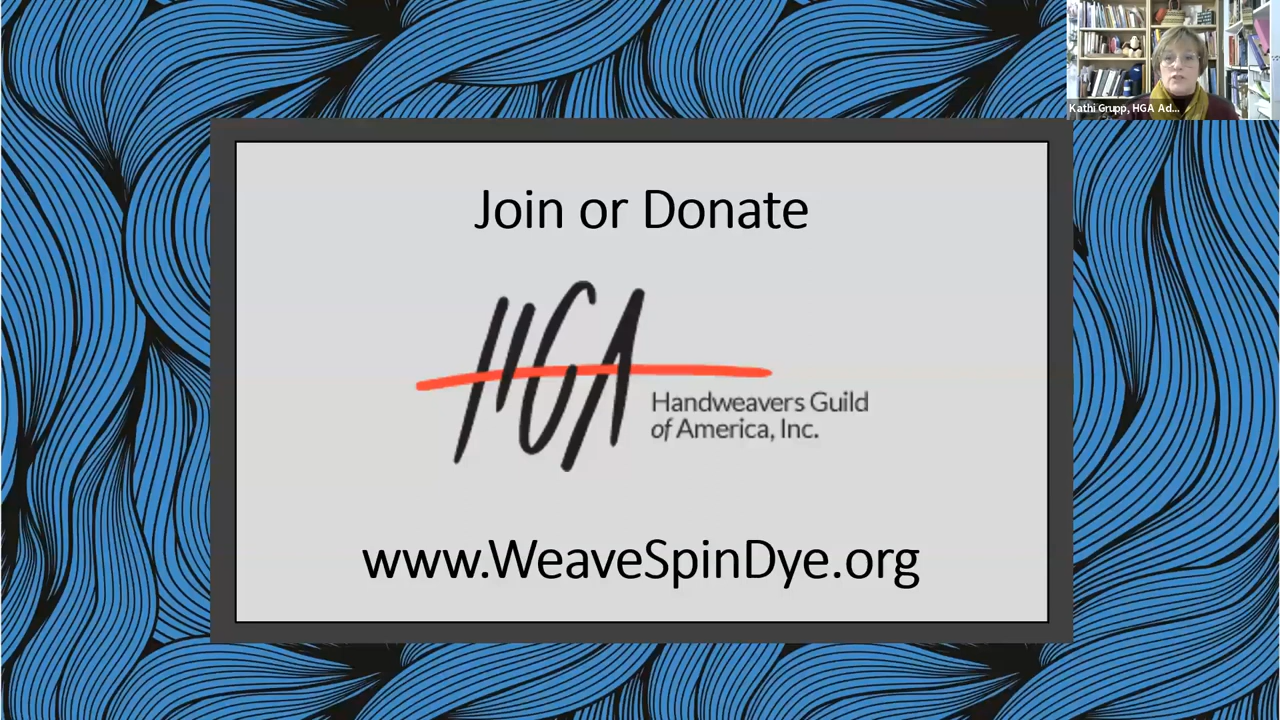 Kathi Grupp, HGA Ad...
Join or Donate
HGA
Handweavers Guild
of America, Inc.
www.WeaveSpinDye.org